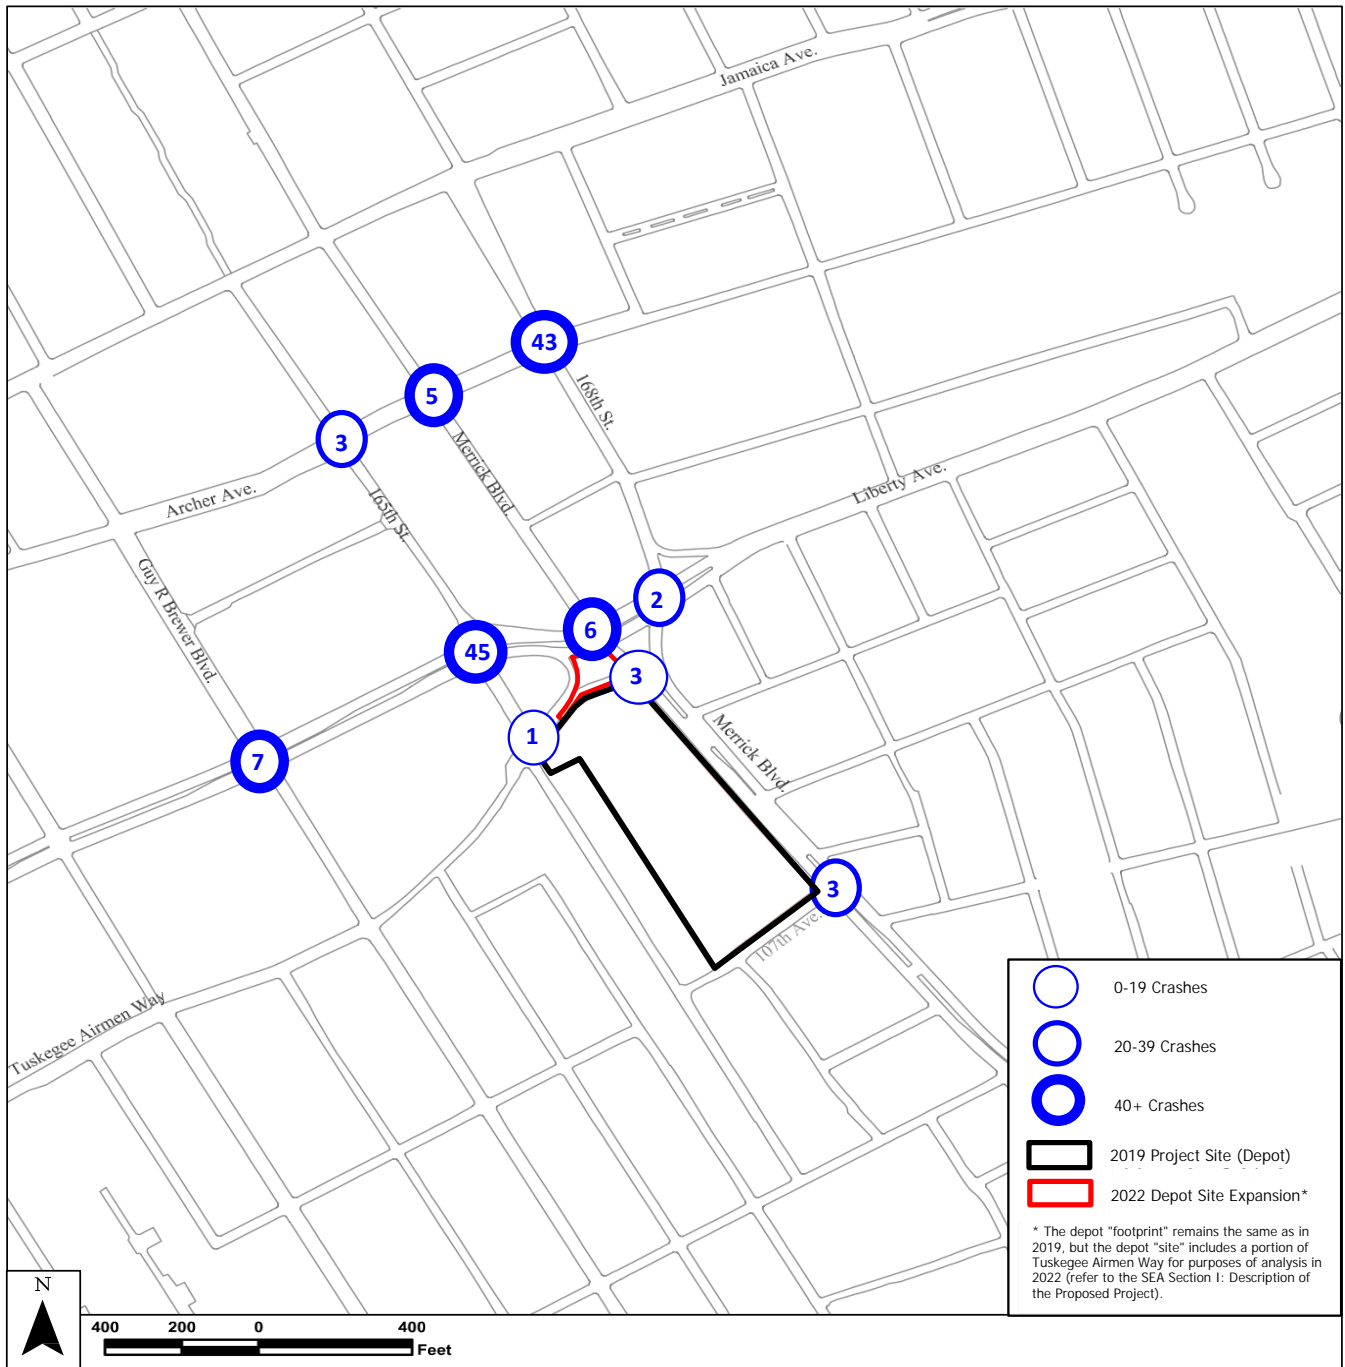 Jamaica Ave.
43
168th St.
5
3
Merrick Blvd.
Archer Ave.
165th St.
Liberty Ave.
Guy R Brewer Blvd.
2
6
45
3
1
Merrick Blvd.
7
3
107th Ave.
Tuskegee Airmen Way
0-19 Crashes
20-39 Crashes
40+ Crashes
2019 Project Site (Depot)
2022 Depot Site Expansion*
* The depot "footprint" remains the same as in
2019, but the depot "site" includes a portion of
Tuskegee Airmen Way for purposes of analysis in
2022 (refer to the SEA Section I: Description of
the Proposed Project).
N
400 200 0 400
Feet